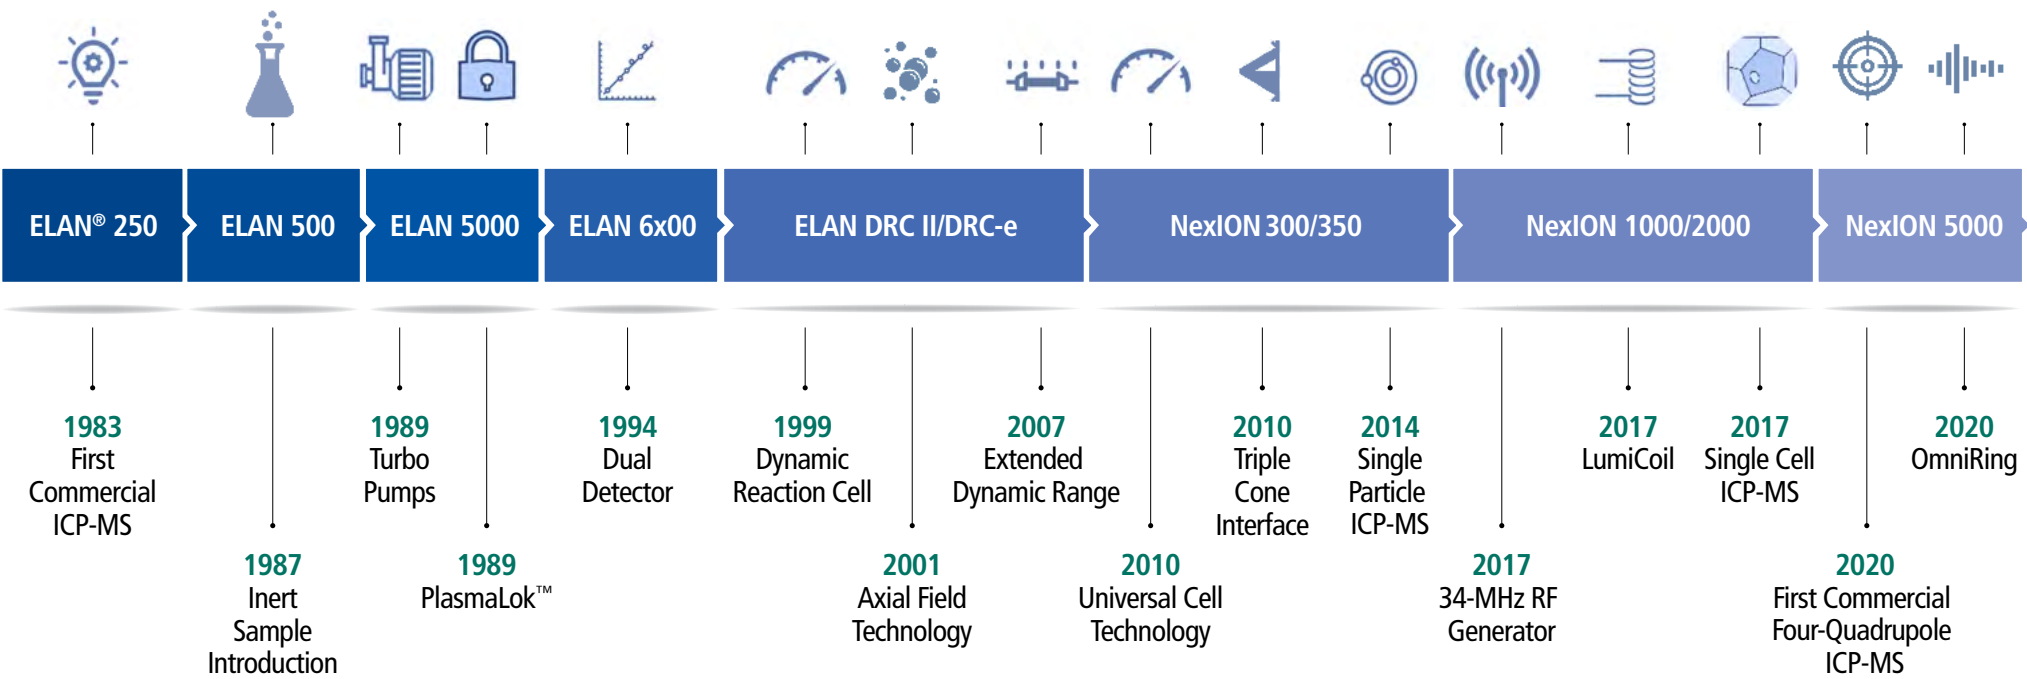 ELAN® 250
ELAN 500
ELAN 5000
ELAN 6x00
ELAN DRC II/DRC-e
NexION 300/350
NexION 1000/2000
NexION 5000
1983
First
Commercial
ICP-MS
1987
Inert
Sample
Introduction
1989
Turbo
Pumps
1989
PlasmaLok™
1994
Dual
Detector
1999
Dynamic
Reaction Cell
2001
Axial Field
Technology
2007
Extended
Dynamic Range
2010
Universal Cell
Technology
2010
Triple
Cone
Interface
2014
Single
Particle
ICP-MS
2017
34-MHz RF
Generator
2017
LumiCoil
2017
Single Cell
ICP-MS
2020
First Commercial
Four-Quadrupole
ICP-MS
2020
OmniRing